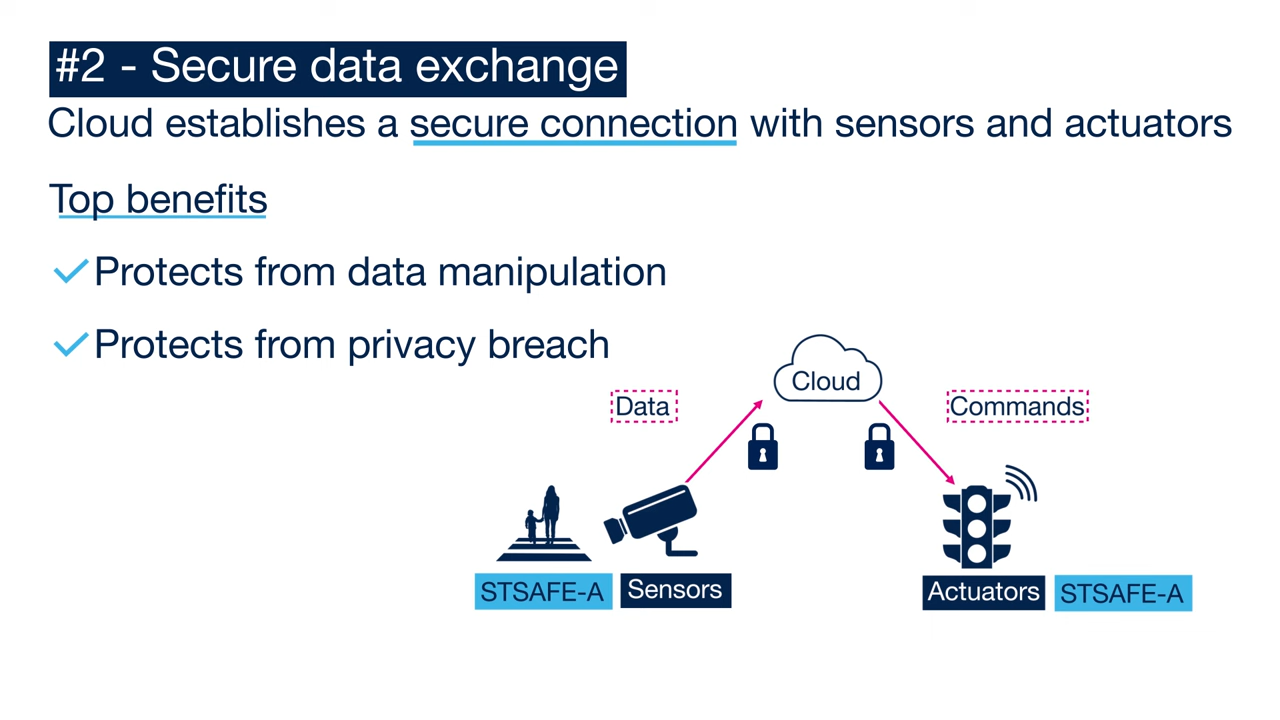 #2 - Secure data exchange
Cloud establishes a secure connection with sensors and actuators
Top benefits
Protects from data manipulation
Protects from privacy breach
Cloud
Data
Commands
STSAFE-A
Sensors
Actuators
STSAFE-A